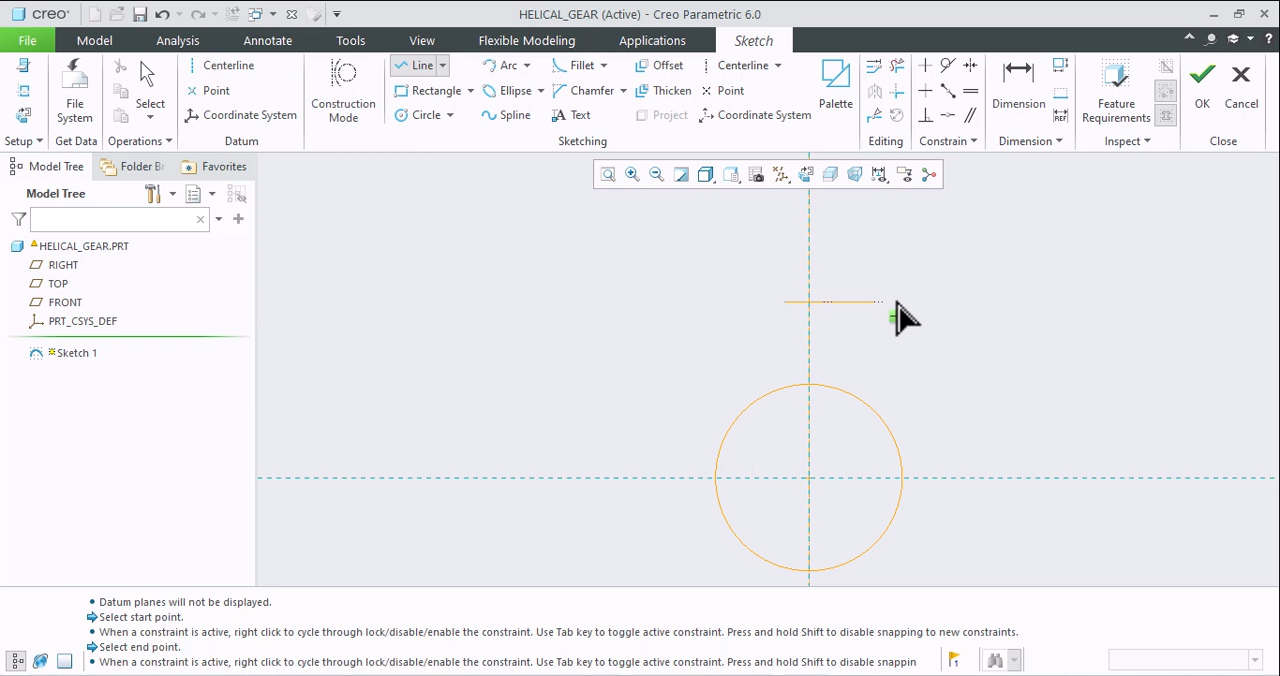 creo HELICAL_GEAR (Active) - Creo Parametric 6.0
File Model Analysis Annotate Tools View Flexible Modeling Applications Sketch
Centerline Line Arc Fillet Offset Centerline
Point Rectangle Ellipse Chamfer Thicken Point
Coordinate System Circle Spline Text Project Coordinate System
File System Select Construction Mode Palette Dimension Feature Requirements OK Cancel
REF
Setup Get Data Operations Datum Sketching Editing Constrain Dimension Inspect Close
Model Tree Folder Br Favorites
Model Tree
HELICAL_GEAR.PRT
RIGHT
TOP
FRONT
PRT_CSYS_DEF
Sketch 1
Datum planes will not be displayed.
Select start point.
When a constraint is active, right click to cycle through lock/disable/enable the constraint. Use Tab key to toggle active constraint. Press and hold Shift to disable snapping to new constraints.
Select end point.
When a constraint is active, right click to cycle through lock/disable/enable the constraint. Use Tab key to toggle active constraint. Press and hold Shift to disable snappin
1